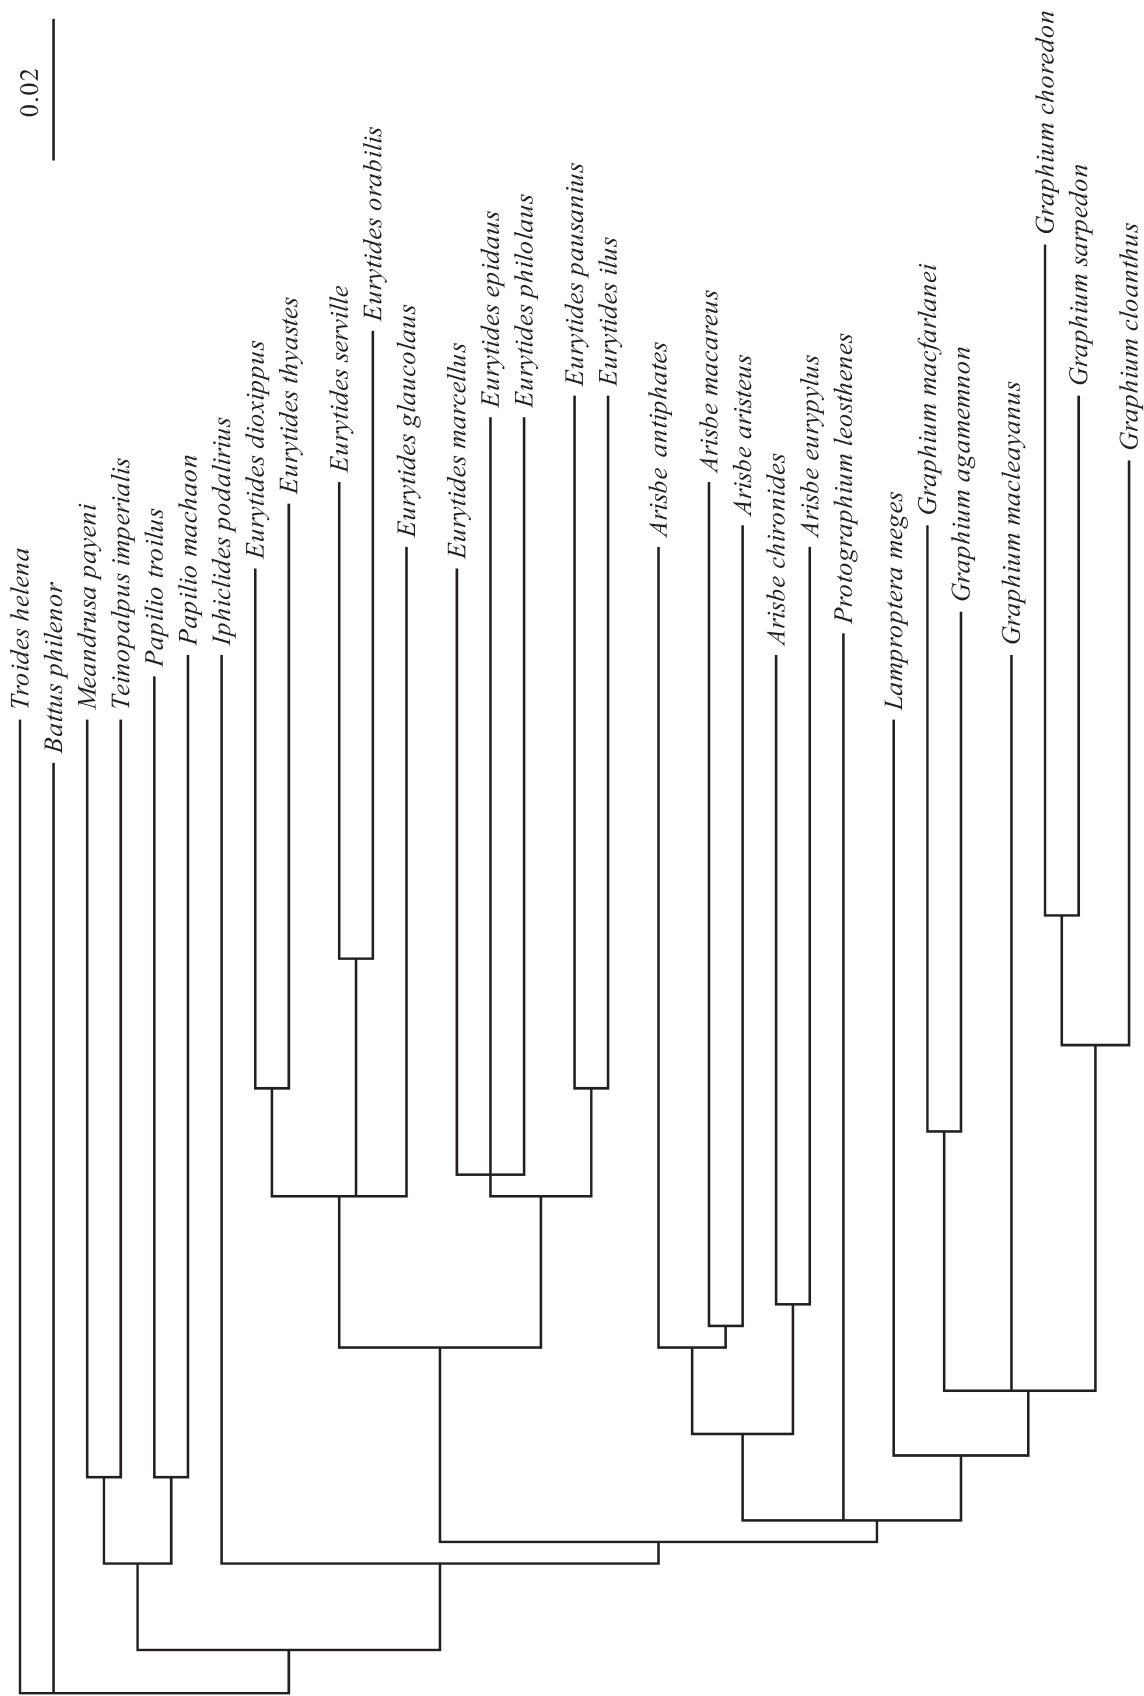 0.02
Troides helena
Battus philenor
Meandrusa payeni
Teinopalpus imperialis
Papilio troilus
Papilio machaon
Iphiclides podalirius
Eurytides dioxippus
Eurytides thyastes
Eurytides serville
Eurytides orabilis
Eurytides glaucolaus
Eurytides marcellus
Eurytides epidaus
Eurytides philolaus
Eurytides pausanius
Eurytides ilus
Arisbe antiphates
Arisbe macareus
Arisbe aristeus
Arisbe chironides
Arisbe eurypylus
Protographium leosthenes
Lamproptera meges
Graphium macfarlanei
Graphium agamemnon
Graphium macleayanus
Graphium choredon
Graphium sarpedon
Graphium cloanthus